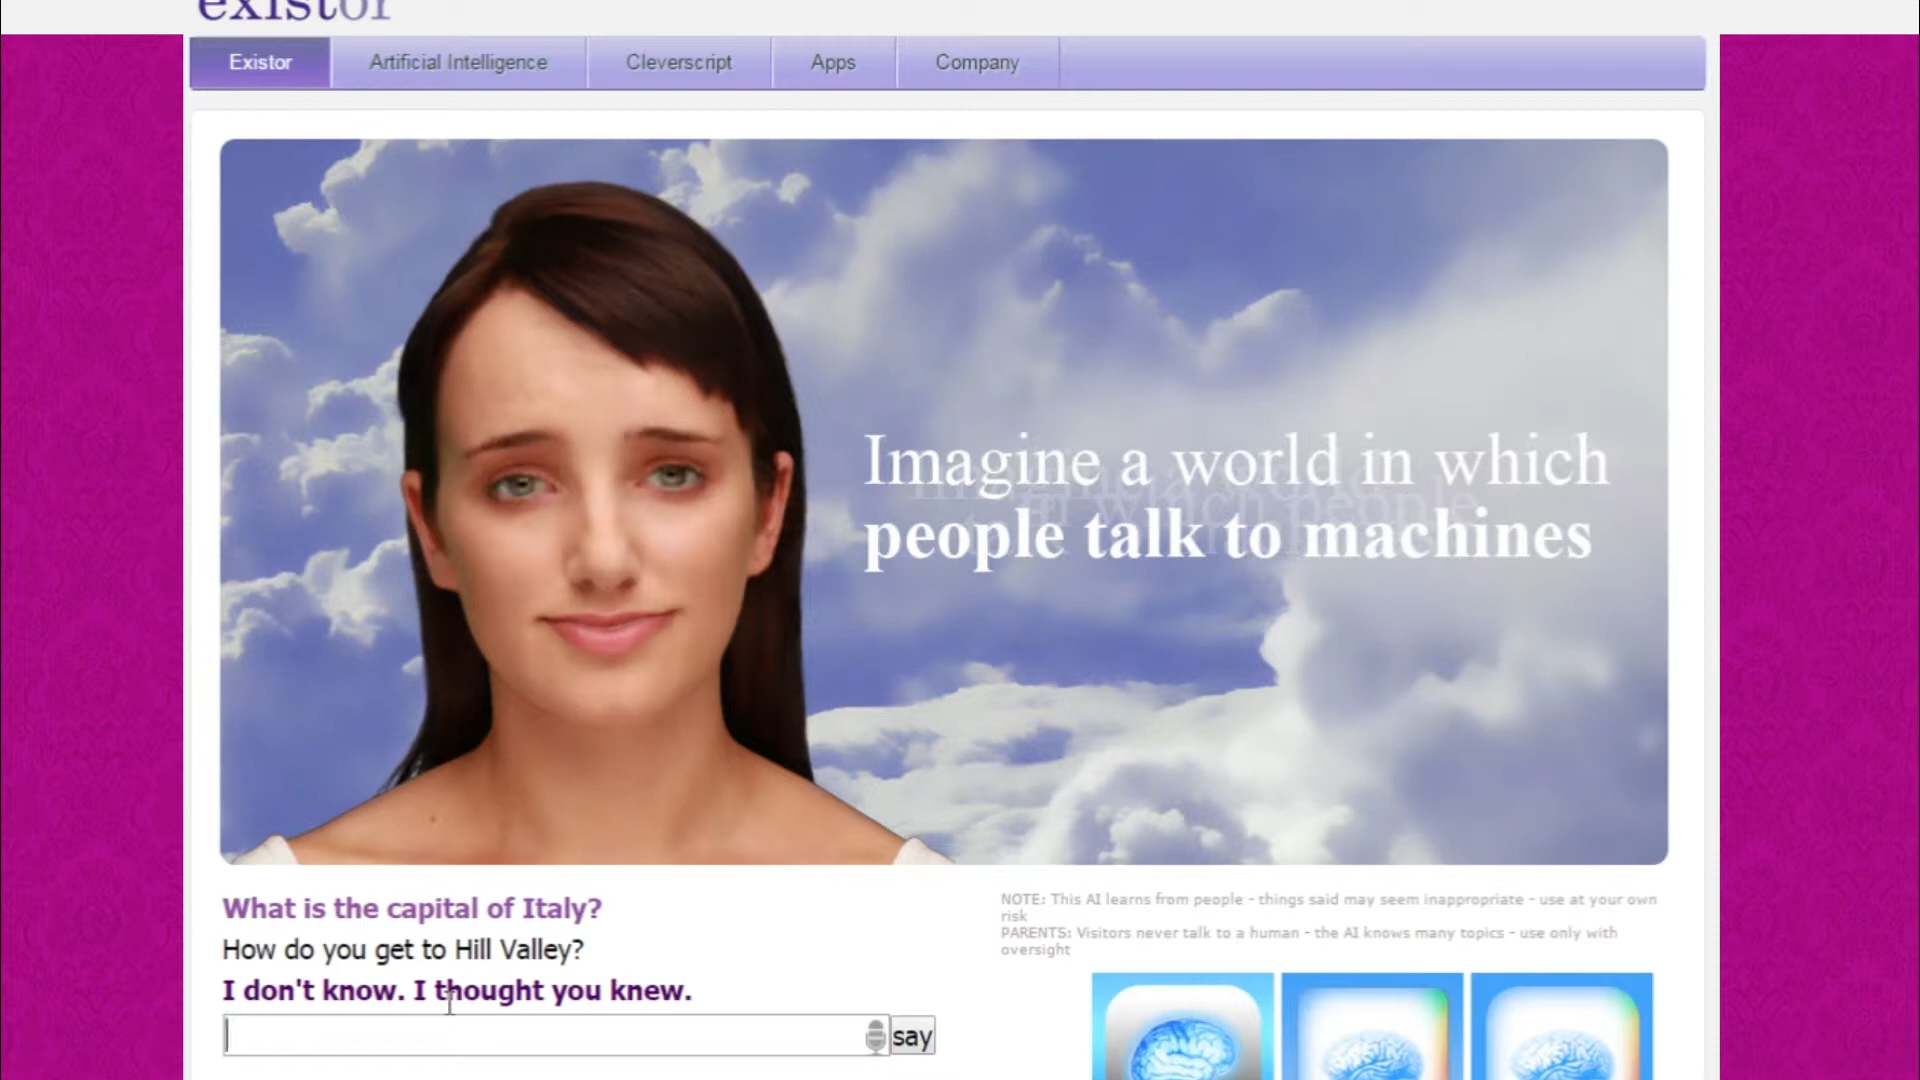 existor
Existor
Artificial Intelligence
Cleverscript
Apps
Company
Imagine a world in which
people talk to machines
What is the capital of Italy?
How do you get to Hill Valley?
I don't know. I thought you knew.
say
NOTE: This AI learns from people - things said may seem inappropriate - use at your own
risk
PARENTS: Visitors never talk to a human - the AI knows many topics - use only with
oversight